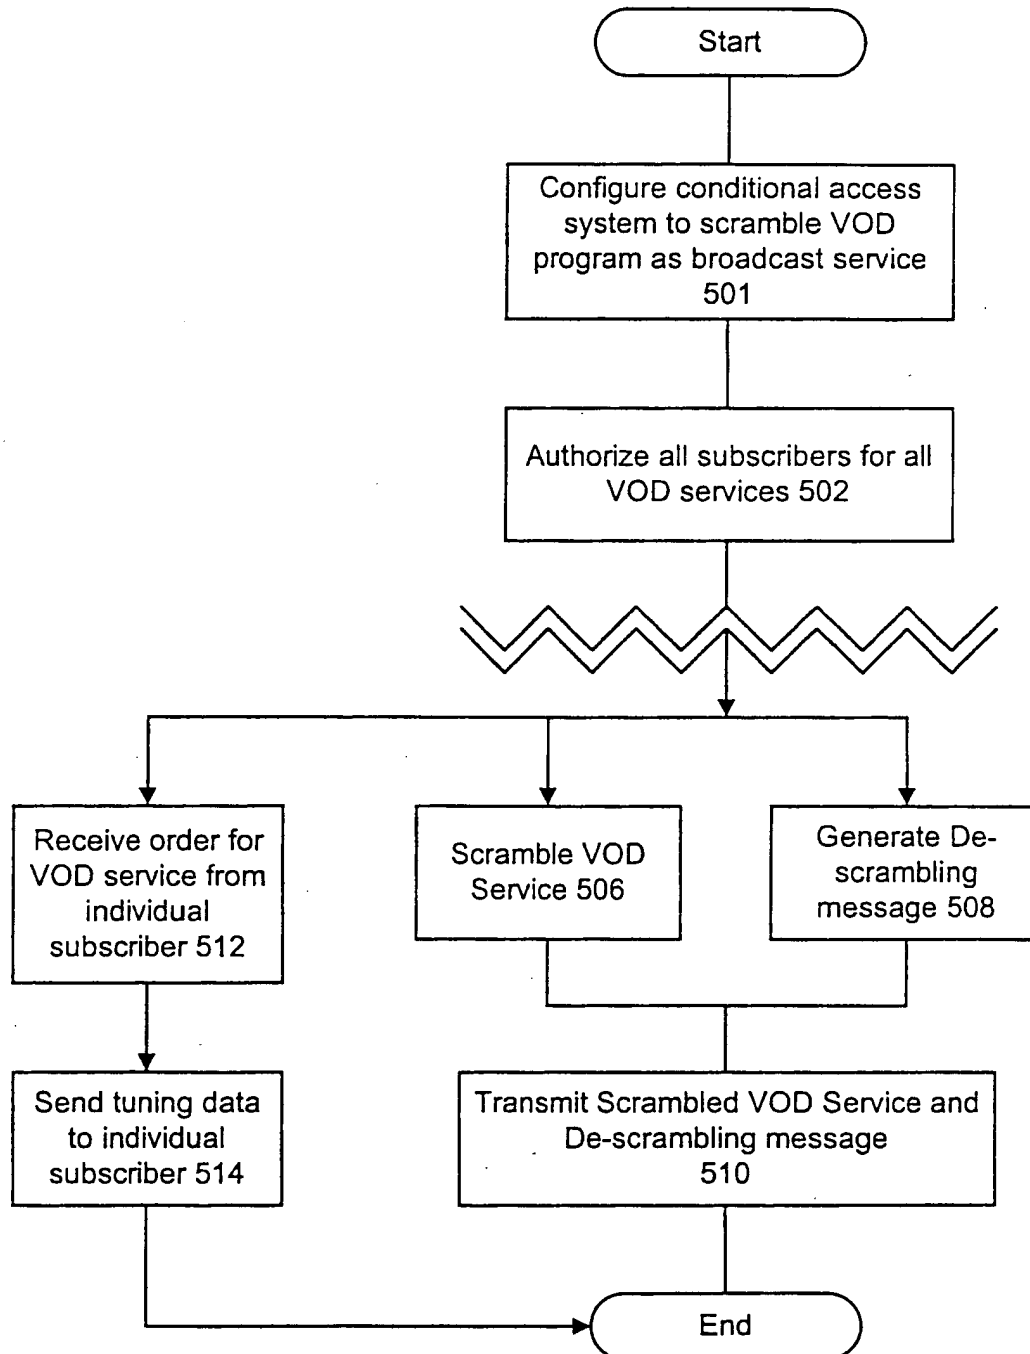 Start
Configure conditional access
system to scramble VOD
program as broadcast service
501
Authorize all subscribers for all
VOD services 502
Receive order for
VOD service from
individual
subscriber 512
Scramble VOD
Service 506
Generate De-
scrambling
message 508
Send tuning data
to individual
subscriber 514
Transmit Scrambled VOD Service and
De-scrambling message
510
End